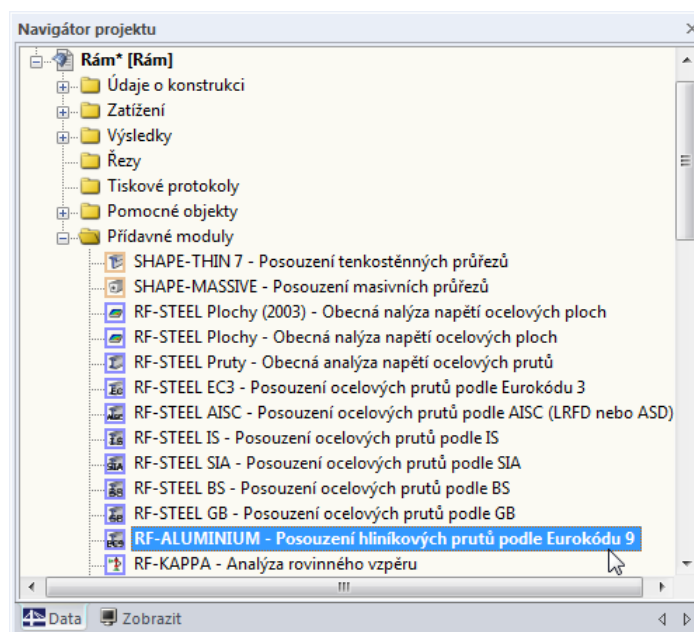 Navigátor projektu
Rám* [Rám]
Údaje o konstrukci
Zatížení
Výsledky
Řezy
Tiskové protokoly
Pomocné objekty
Přídavné moduly
SHAPE-THIN 7 - Posouzení tenkostěnných průřezů
SHAPE-MASSIVE - Posouzení masivních průřezů
RF-STEEL Plochy (2003) - Obecná nalýza napětí ocelových ploch
RF-STEEL Plochy - Obecná nalýza napětí ocelových ploch
RF-STEEL Pruty - Obecná analýza napětí ocelových prutů
RF-STEEL EC3 - Posouzení ocelových prutů podle Eurokódu 3
RF-STEEL AISC - Posouzení ocelových prutů podle AISC (LRFD nebo ASD)
RF-STEEL IS - Posouzení ocelových prutů podle IS
RF-STEEL SIA - Posouzení ocelových prutů podle SIA
RF-STEEL BS - Posouzení ocelových prutů podle BS
RF-STEEL GB - Posouzení ocelových prutů podle GB
RF-ALUMINIUM - Posouzení hliníkových prutů podle Eurokódu 9
RF-KAPPA - Analýza rovinného vzpěru
Data Zobrazit